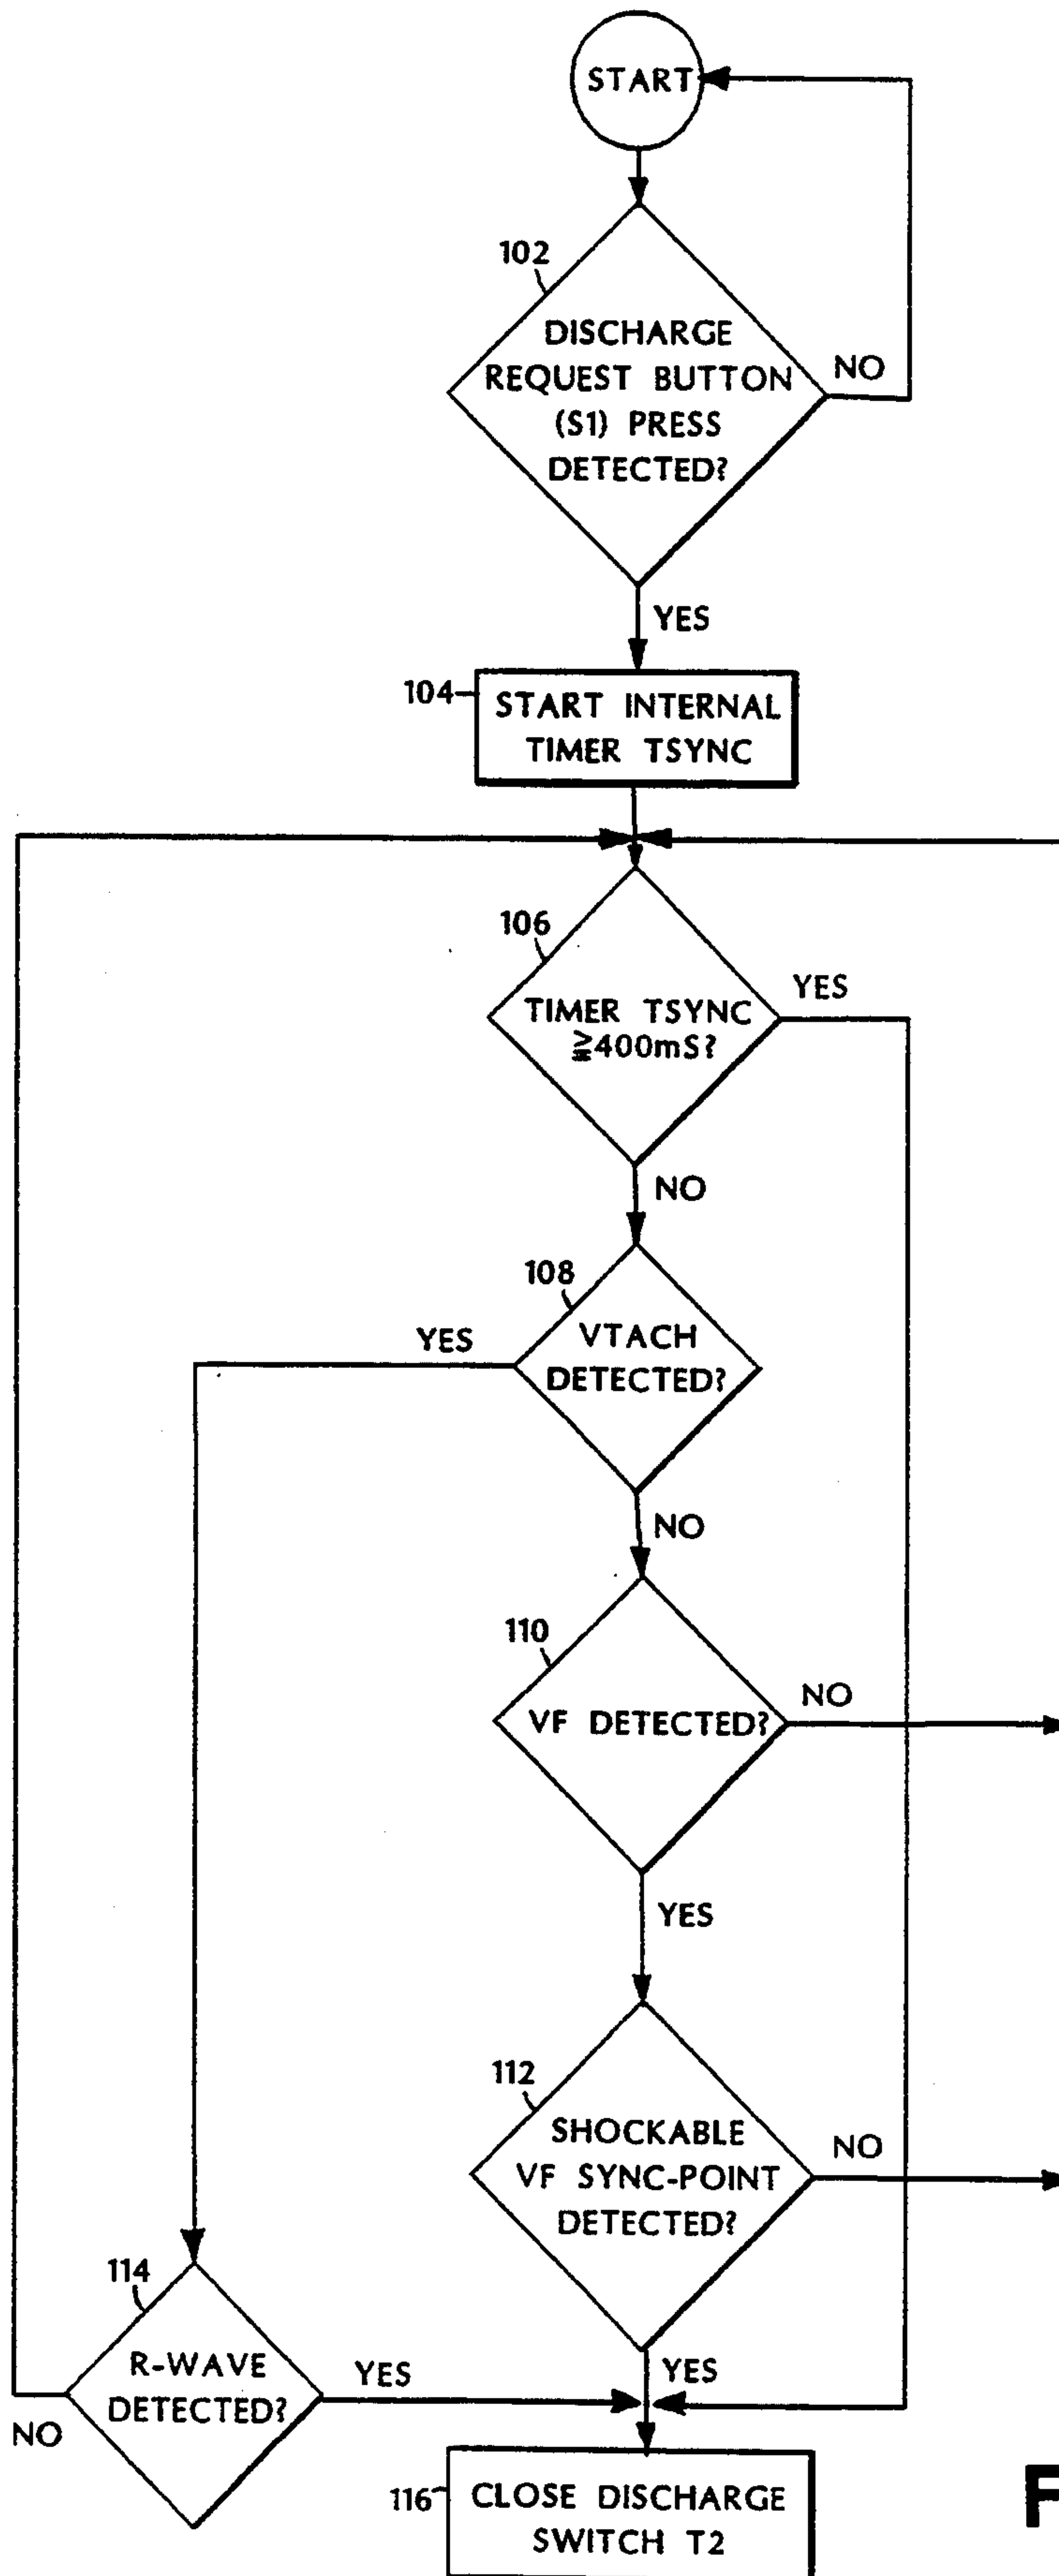 START
102
DISCHARGE
REQUEST BUTTON
(S1) PRESS
DETECTED?
NO
YES
104
START INTERNAL
TIMER TSYNC
106
TIMER TSYNC
≧400mS?
YES
NO
108
VTACH
DETECTED?
YES
NO
110
VF DETECTED?
NO
YES
112
SHOCKABLE
VF SYNC-POINT
DETECTED?
NO
YES
114
R-WAVE
DETECTED?
YES
NO
116
CLOSE DISCHARGE
SWITCH T2
F